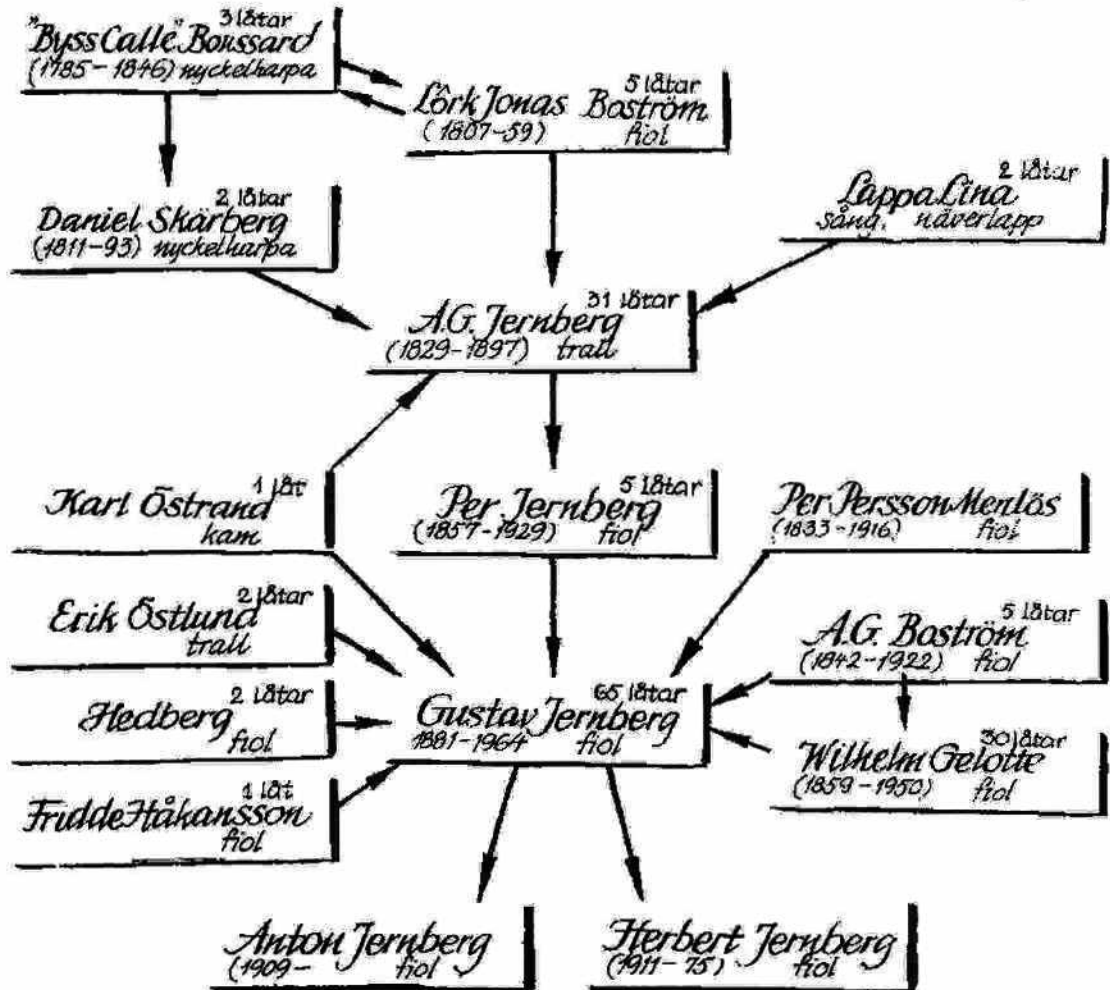 3 låtar
"Byss Calle" Boussard
(1785-1846) nyckelharpa
5 låtar
Lörk Jonas Boström
(1807-59) fiol
2 låtar
Daniel Skärberg
(1811-93) nyckelharpa
2 låtar
Lappa Lina
sång, näverlapp
31 låtar
A.G. Jernberg
(1829-1897) trall
1 låt
Karl Östrand
kam
5 låtar
Per Jernberg
(1857-1929) fiol
Per Persson Menlös
(1833-1916) fiol
2 låtar
Erik Östlund
trall
5 låtar
A.G. Boström
(1842-1922) fiol
2 låtar
Hedberg
fiol
65 låtar
Gustav Jernberg
1881-1964 fiol
30 låtar
Wilhelm Gelotte
(1859-1950) fiol
1 låt
Fridde Håkansson
fiol
Anton Jernberg
(1909- fiol
Herbert Jernberg
(1911-75) fiol